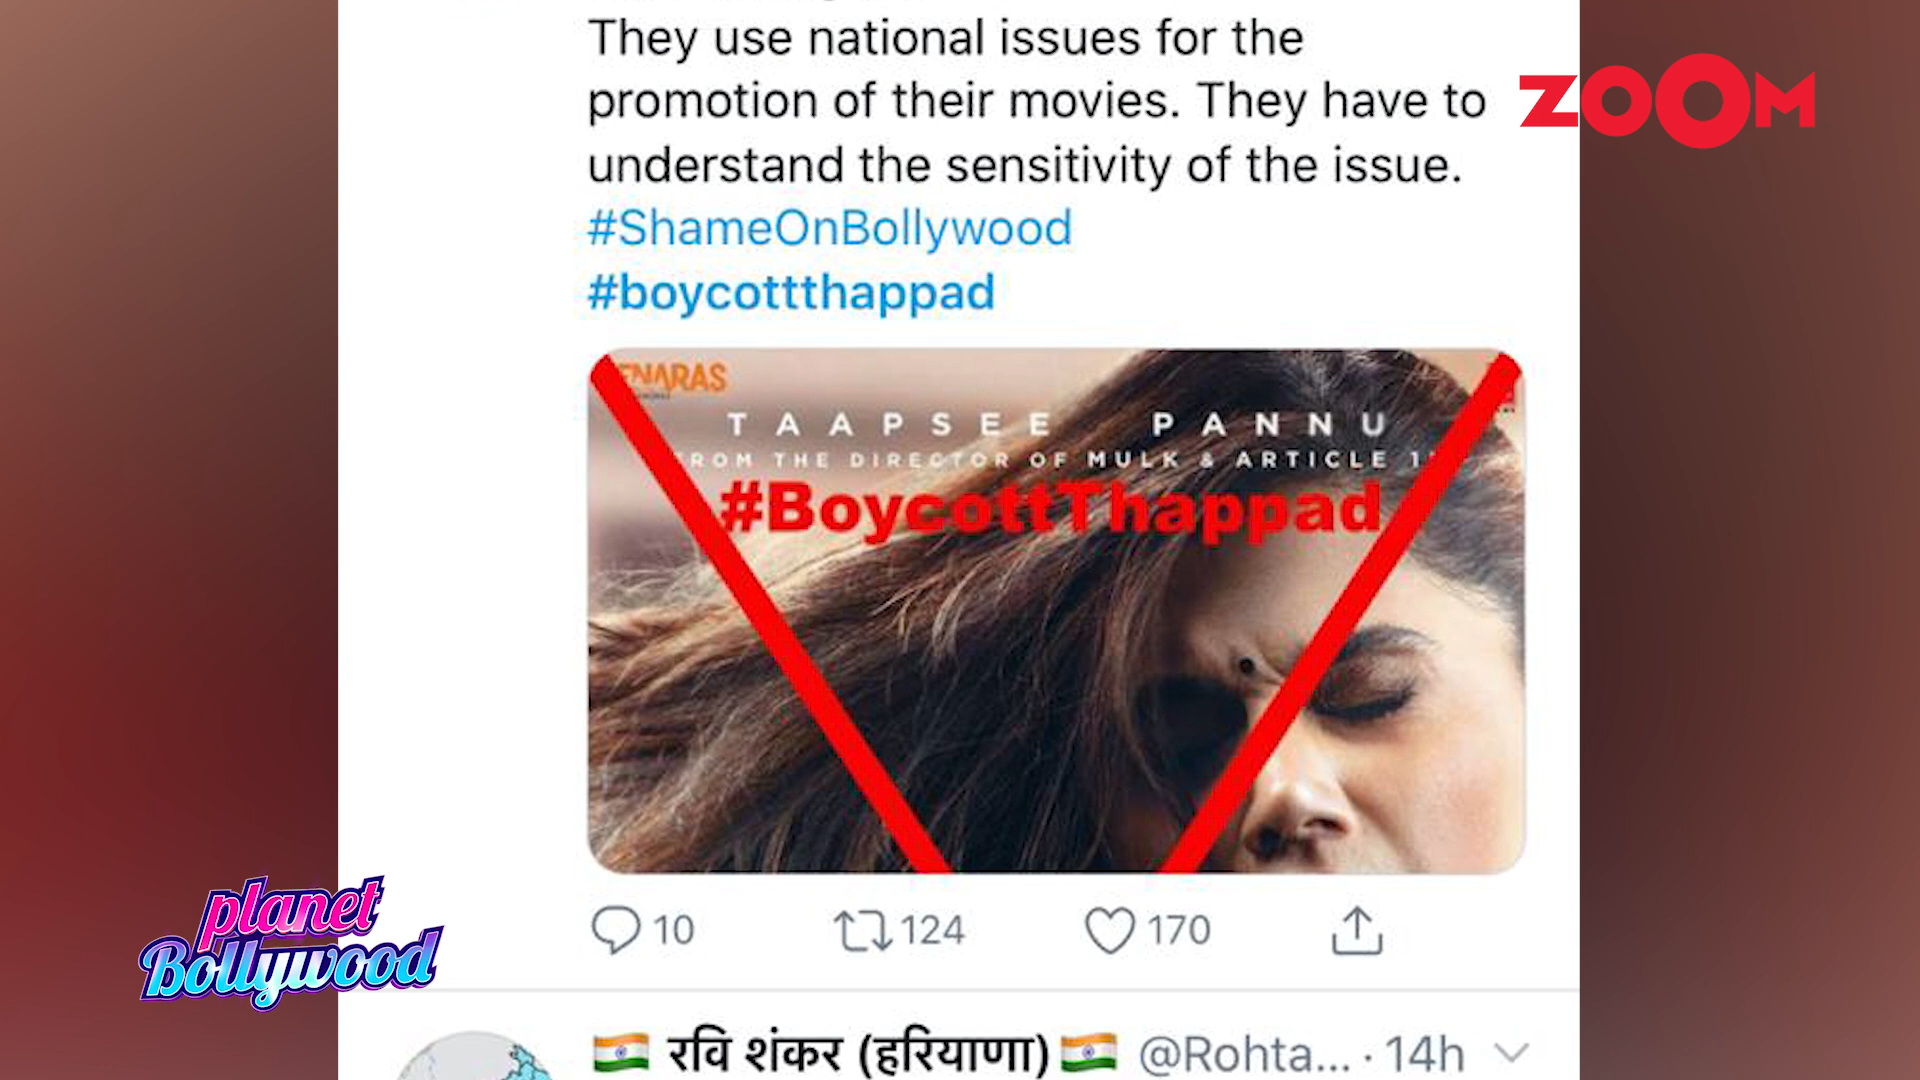 They use national issues for the
promotion of their movies. They have to
understand the sensitivity of the issue.
#ShameOnBollywood
#boycottthappad
ZOOM
ENARAS
TAAPSEE PANNU
ROM THE DIRECTOR OF MULK & ARTICLE 1
#BoycottThappad
10 124 170
planet
Bollywood
रवि शंकर (हरियाणा) @Rohta... · 14h